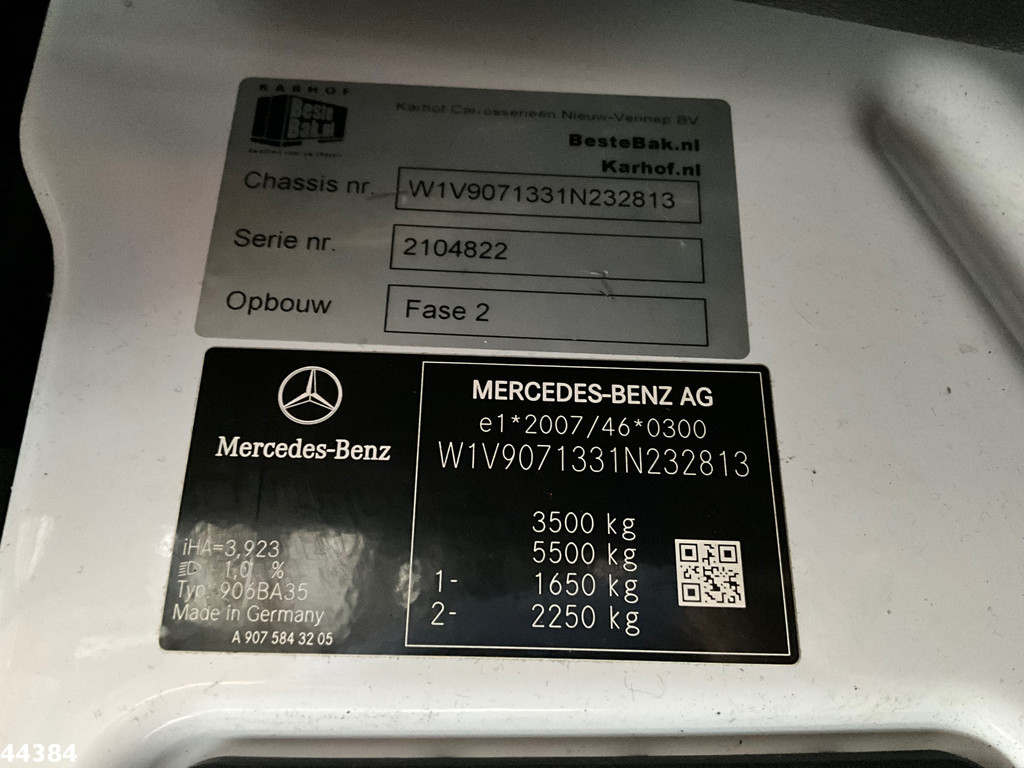 KARHOF
Beste
Bak.nl
Karhof Carrosserieën Nieuw-Vennep BV
BesteBak.nl
Karhof.nl
Chassis nr. W1V9071331N232813
Serie nr. 2104822
Opbouw Fase 2
Mercedes-Benz
iHA=3,923
1,0 %
Typ 906BA35
Made in Germany
A 907 584 32 05
MERCEDES-BENZ AG
e1*2007/46*0300
W1V9071331N232813
3500 kg
5500 kg
1- 1650 kg
2- 2250 kg
44384